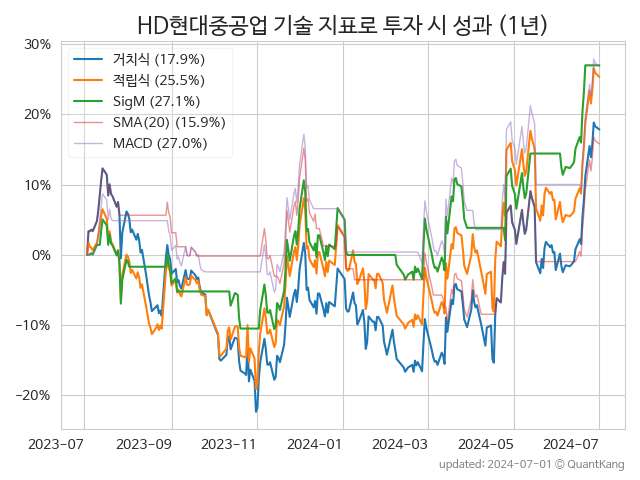 HD현대중공업 기술 지표로 투자 시 성과 (1년)
30%
20%
10%
0%
−10%
−20%
거치식 (17.9%)
적립식 (25.5%)
SigM (27.1%)
SMA(20) (15.9%)
MACD (27.0%)
2023-07 2023-09 2023-11 2024-01 2024-03 2024-05 2024-07
updated: 2024-07-01 © QuantKang